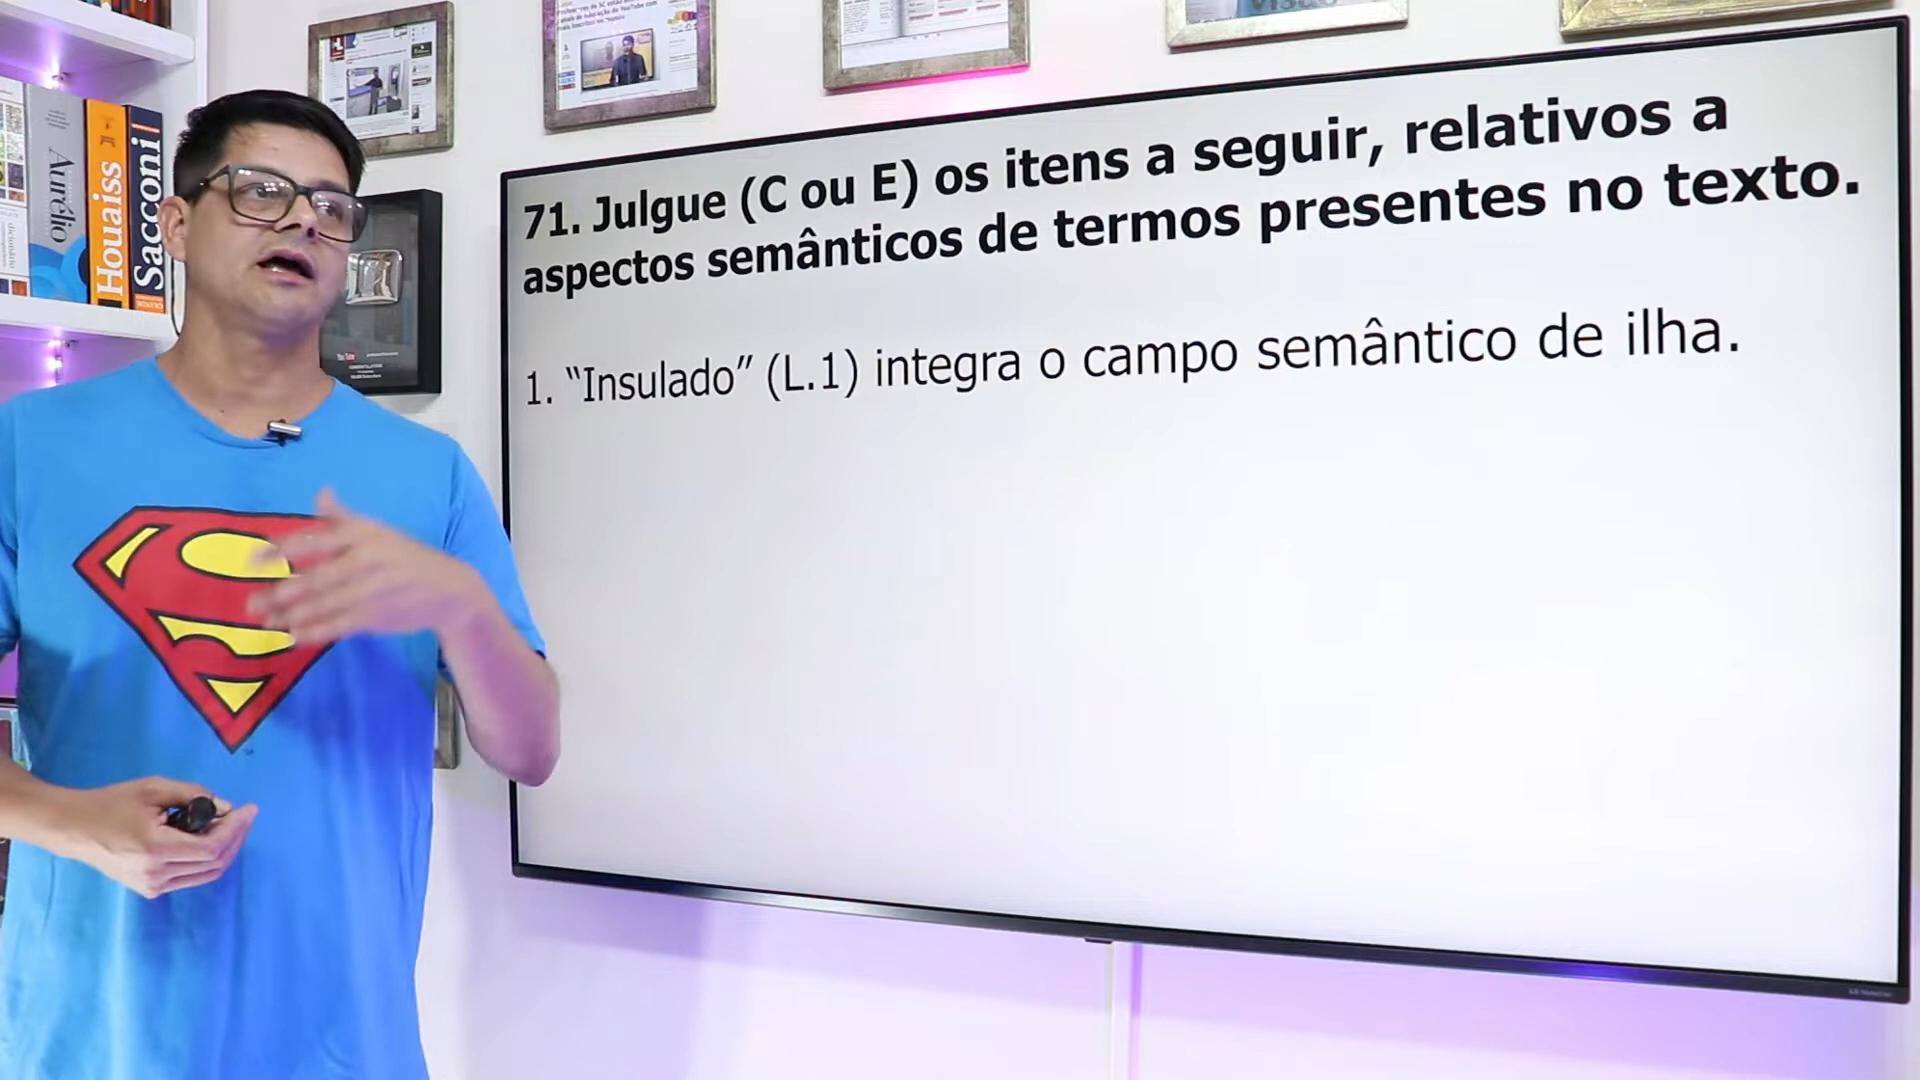 71. Julgue (C ou E) os itens a seguir, relativos a
aspectos semânticos de termos presentes no texto.
1. “Insulado” (L.1) integra o campo semântico de ilha.
Aurélio
Houaiss
Sacconi
YouTube